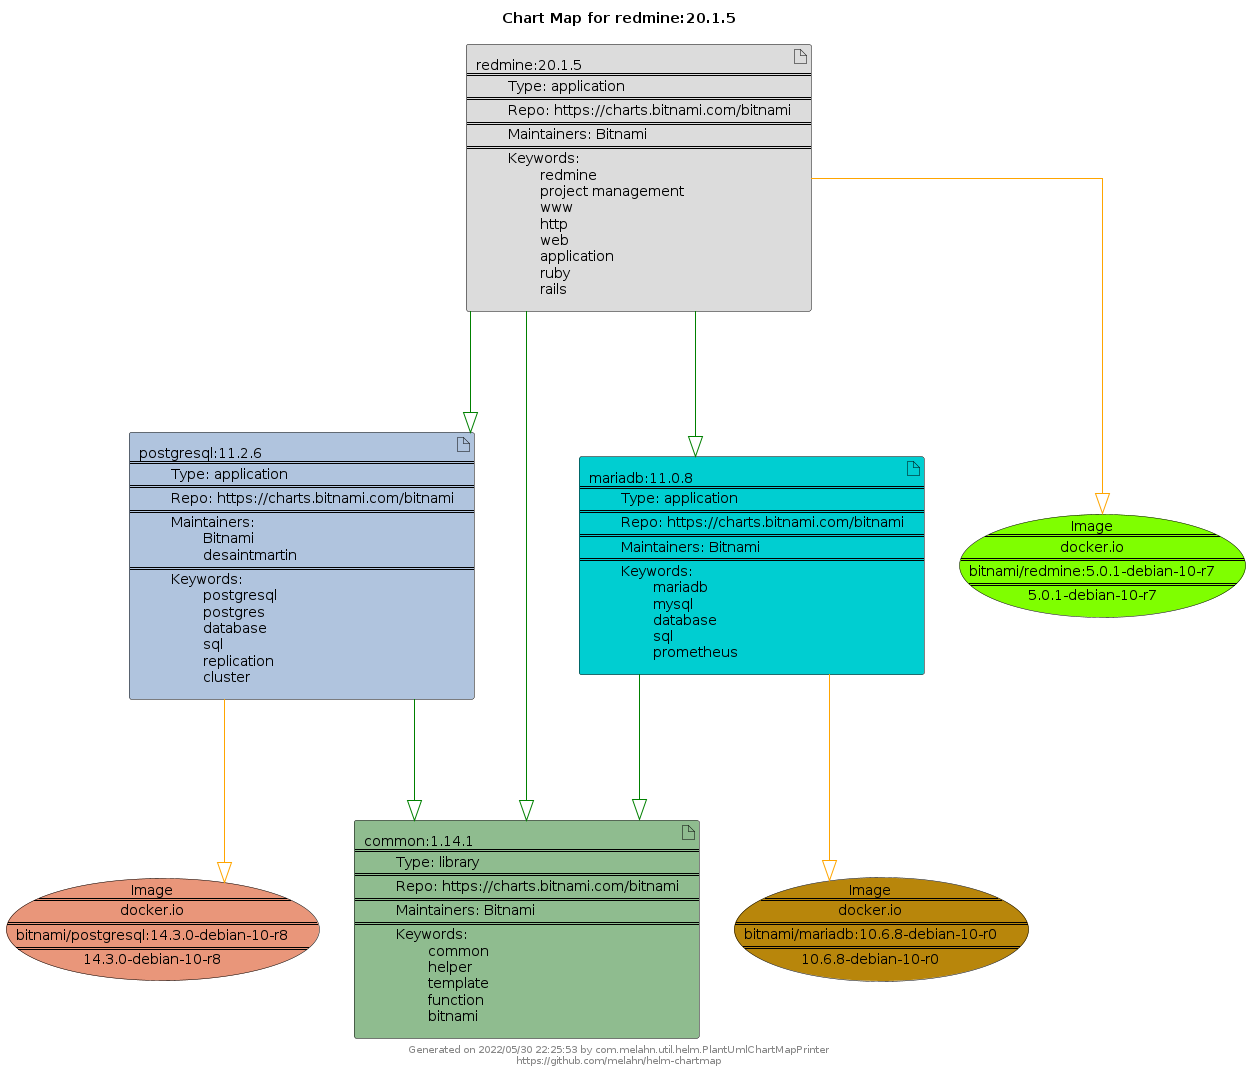 Chart Map for redmine:20.1.5
redmine:20.1.5
Type: application
Repo: https://charts.bitnami.com/bitnami
Maintainers: Bitnami
Keywords:
redmine
project management
www
http
web
application
ruby
rails
postgresql:11.2.6
Type: application
Repo: https://charts.bitnami.com/bitnami
Maintainers:
Bitnami
desaintmartin
Keywords:
postgresql
postgres
database
sql
replication
cluster
mariadb:11.0.8
Type: application
Repo: https://charts.bitnami.com/bitnami
Maintainers: Bitnami
Keywords:
mariadb
mysql
database
sql
prometheus
Image
docker.io
bitnami/redmine:5.0.1-debian-10-r7
5.0.1-debian-10-r7
Image
docker.io
bitnami/postgresql:14.3.0-debian-10-r8
14.3.0-debian-10-r8
common:1.14.1
Type: library
Repo: https://charts.bitnami.com/bitnami
Maintainers: Bitnami
Keywords:
common
helper
template
function
bitnami
Image
docker.io
bitnami/mariadb:10.6.8-debian-10-r0
10.6.8-debian-10-r0
Generated on 2022/05/30 22:25:53 by com.melahn.util.helm.PlantUmlChartMapPrinter
https://github.com/melahn/helm-chartmap